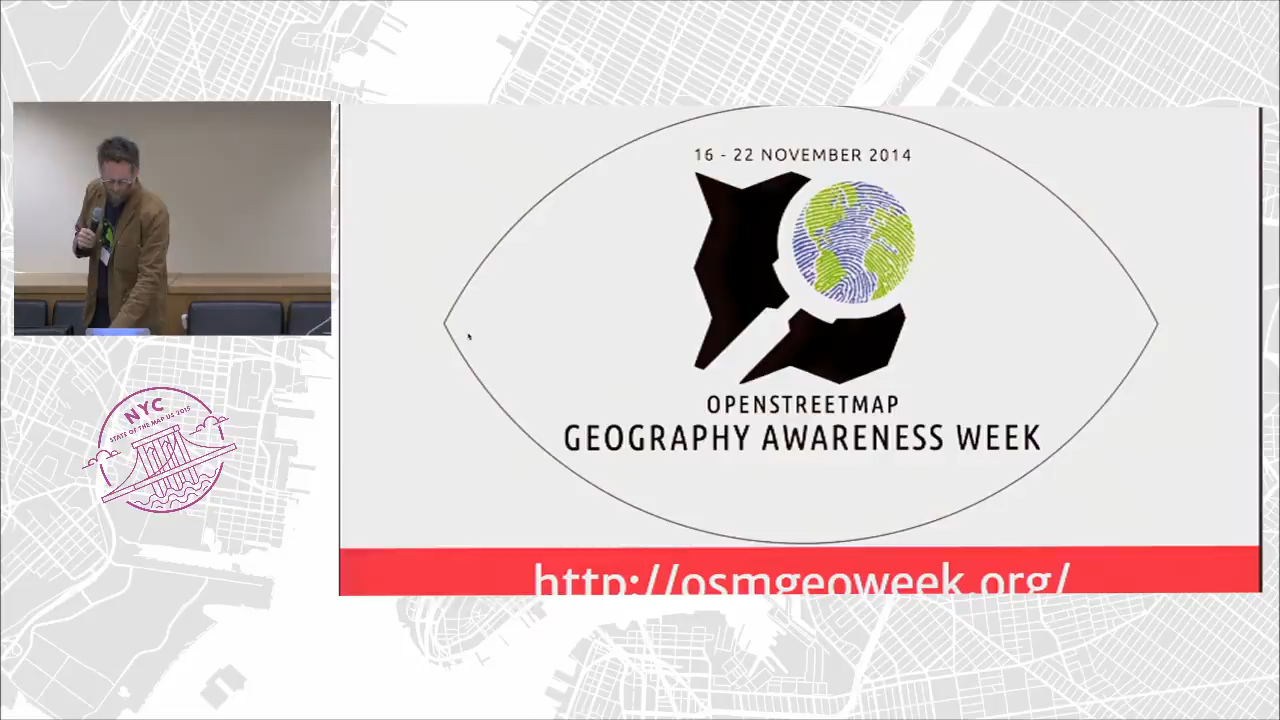 16 - 22 NOVEMBER 2014
OPENSTREETMAP
GEOGRAPHY AWARENESS WEEK
http://osmgeoweek.org/
NYC
STATE OF THE MAP US 2015